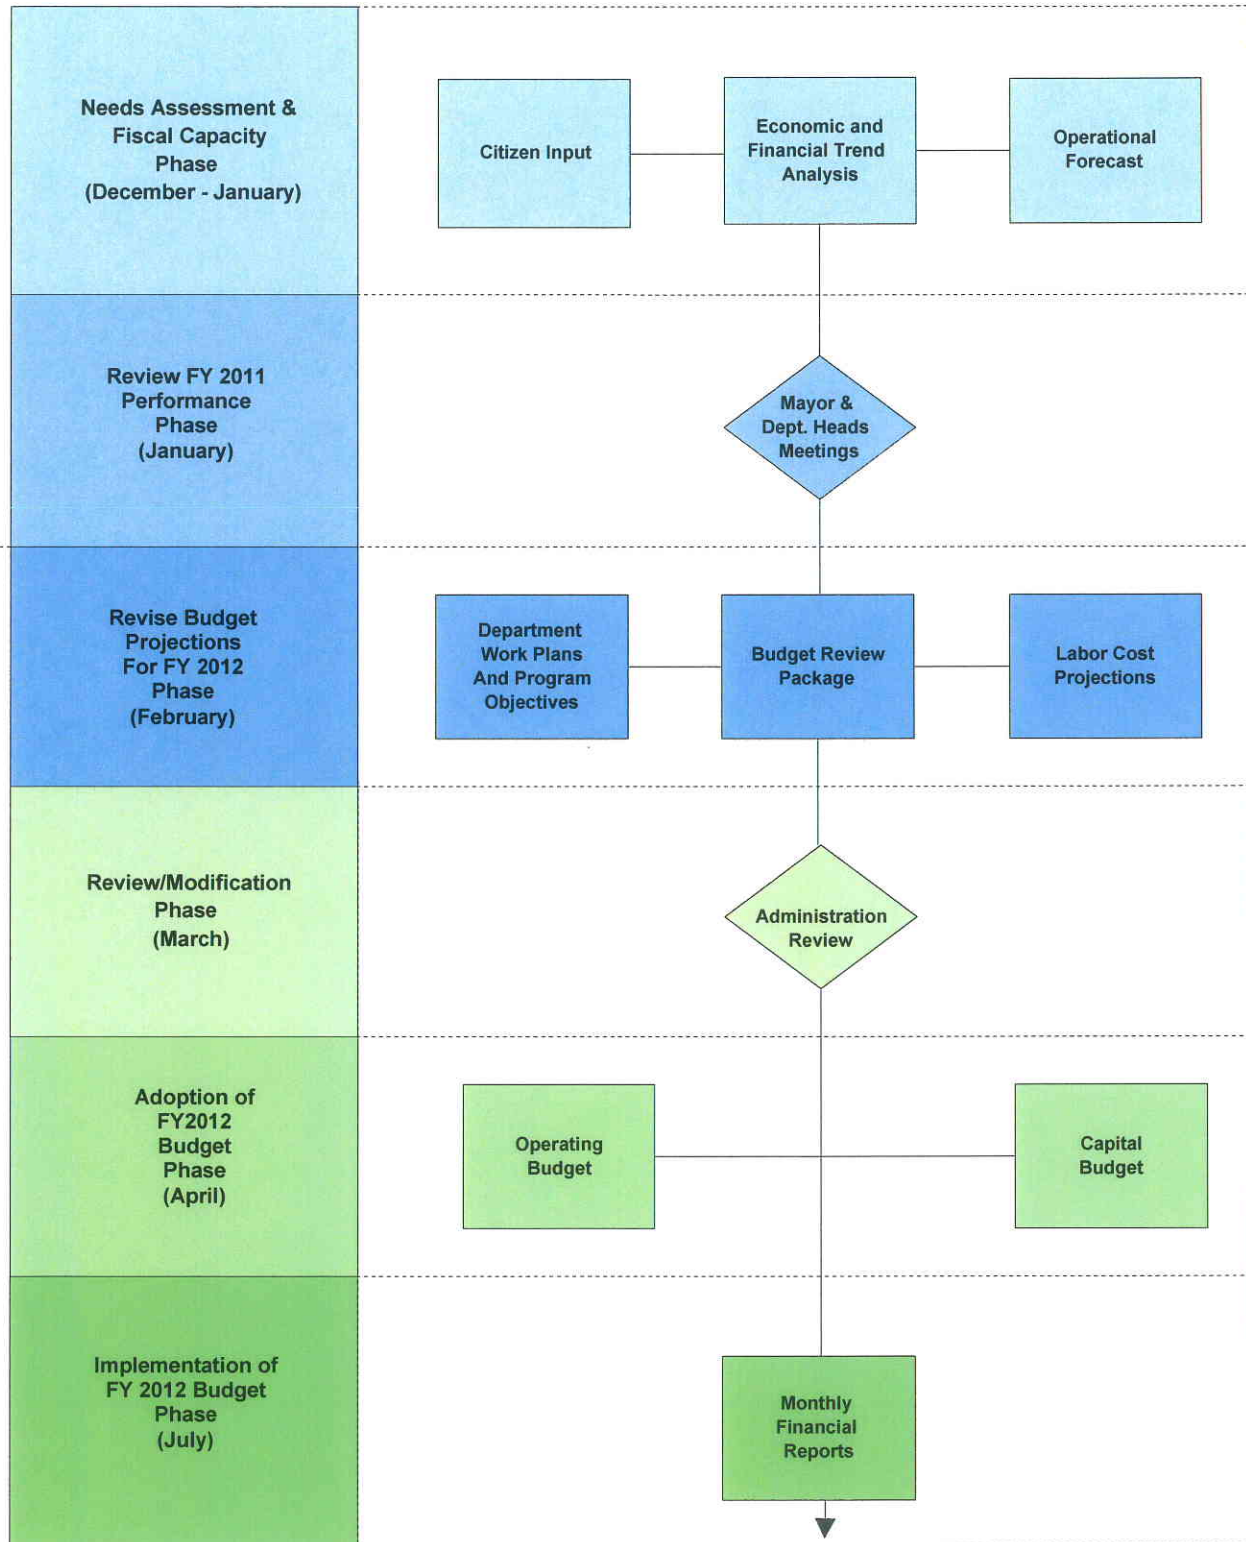 Needs Assessment &
Fiscal Capacity
Phase
(December - January)
Citizen Input
Economic and
Financial Trend
Analysis
Operational
Forecast
Review FY 2011
Performance
Phase
(January)
Mayor &
Dept. Heads
Meetings
Revise Budget
Projections
For FY 2012
Phase
(February)
Department
Work Plans
And Program
Objectives
Budget Review
Package
Labor Cost
Projections
Review/Modification
Phase
(March)
Administration
Review
Adoption of
FY2012
Budget
Phase
(April)
Operating
Budget
Capital
Budget
Implementation of
FY 2012 Budget
Phase
(July)
Monthly
Financial
Reports